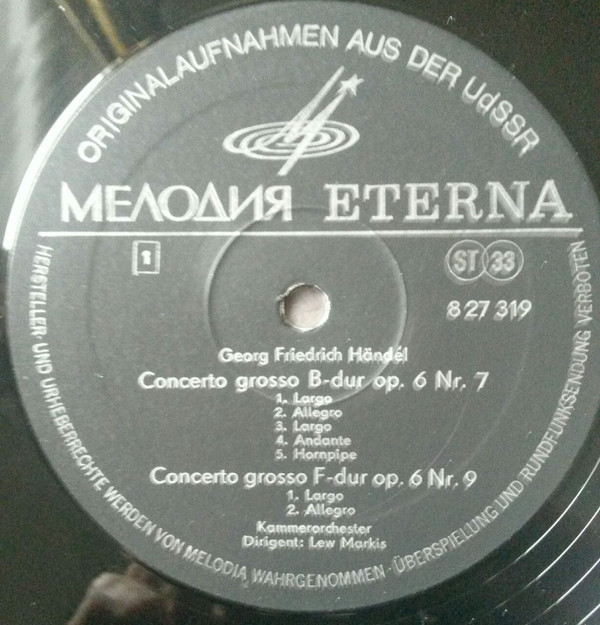 ORIGINALAUFNAHMEN AUS DER UdSSR
МЕЛОДИЯ ETERNA
1
ST 33
8 27 319
Georg Friedrich Händel
Concerto grosso B-dur op. 6 Nr. 7
1. Largo
2. Allegro
3. Largo
4. Andante
5. Hornpipe
Concerto grosso F-dur op. 6 Nr. 9
1. Largo
2. Allegro
Kammerorchester
Dirigent: Lew Markis
HERSTELLER- UND URHEBERRECHTE WERDEN VON MELODIA WAHRGENOMMEN · ÜBERSPIELUNG UND RUNDFUNKSENDUNG VERBOTEN